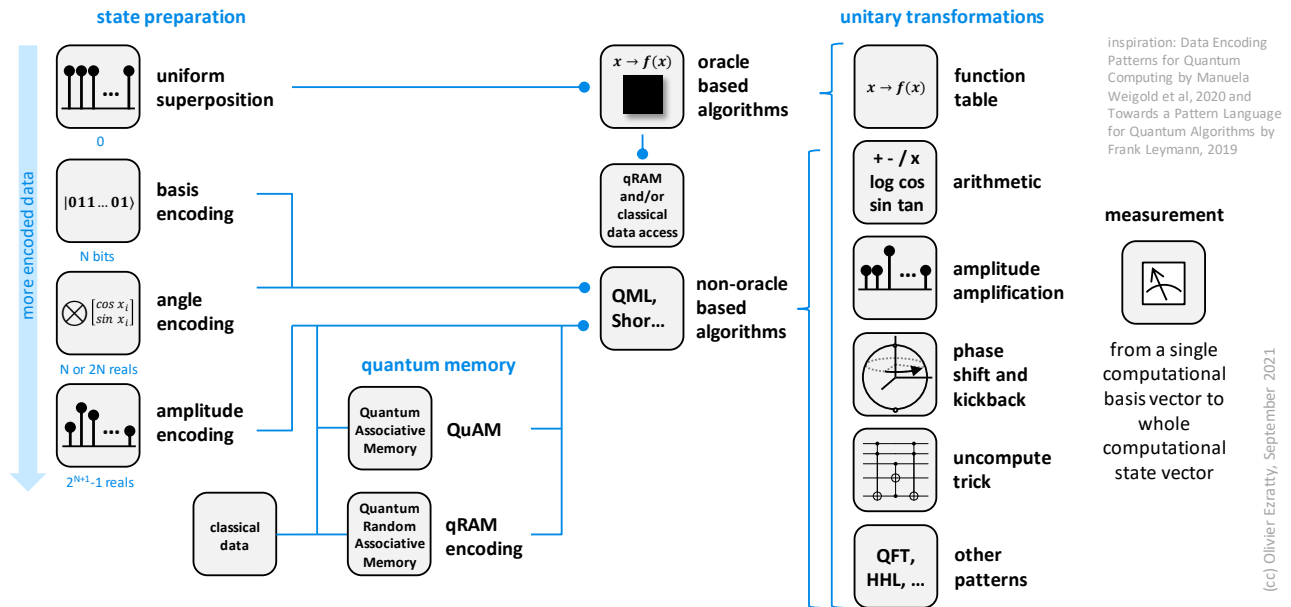 state preparation
uniform
superposition
0
basis
encoding
|011 … 01⟩
N bits
angle
encoding
⊗ [cos x_i
sin x_i]
N or 2N reals
amplitude
encoding
...
2^{N+1}-1 reals
more encoded data
classical
data
quantum memory
Quantum
Associative
Memory
QuAM
Quantum
Random
Associative
Memory
qRAM
encoding
x → f(x)
oracle
based
algorithms
qRAM
and/or
classical
data access
QML,
Shor…
non-oracle
based
algorithms
unitary transformations
x → f(x)
function
table
+ - / x
log cos
sin tan
arithmetic
...
amplitude
amplification
phase
shift and
kickback
uncompute
trick
QFT,
HHL, …
other
patterns
inspiration: Data Encoding
Patterns for Quantum
Computing by Manuela
Weigold et al, 2020 and
Towards a Pattern Language
for Quantum Algorithms by
Frank Leymann, 2019
measurement
from a single
computational
basis vector to
whole
computational
state vector
(cc) Olivier Ezratty, September 2021